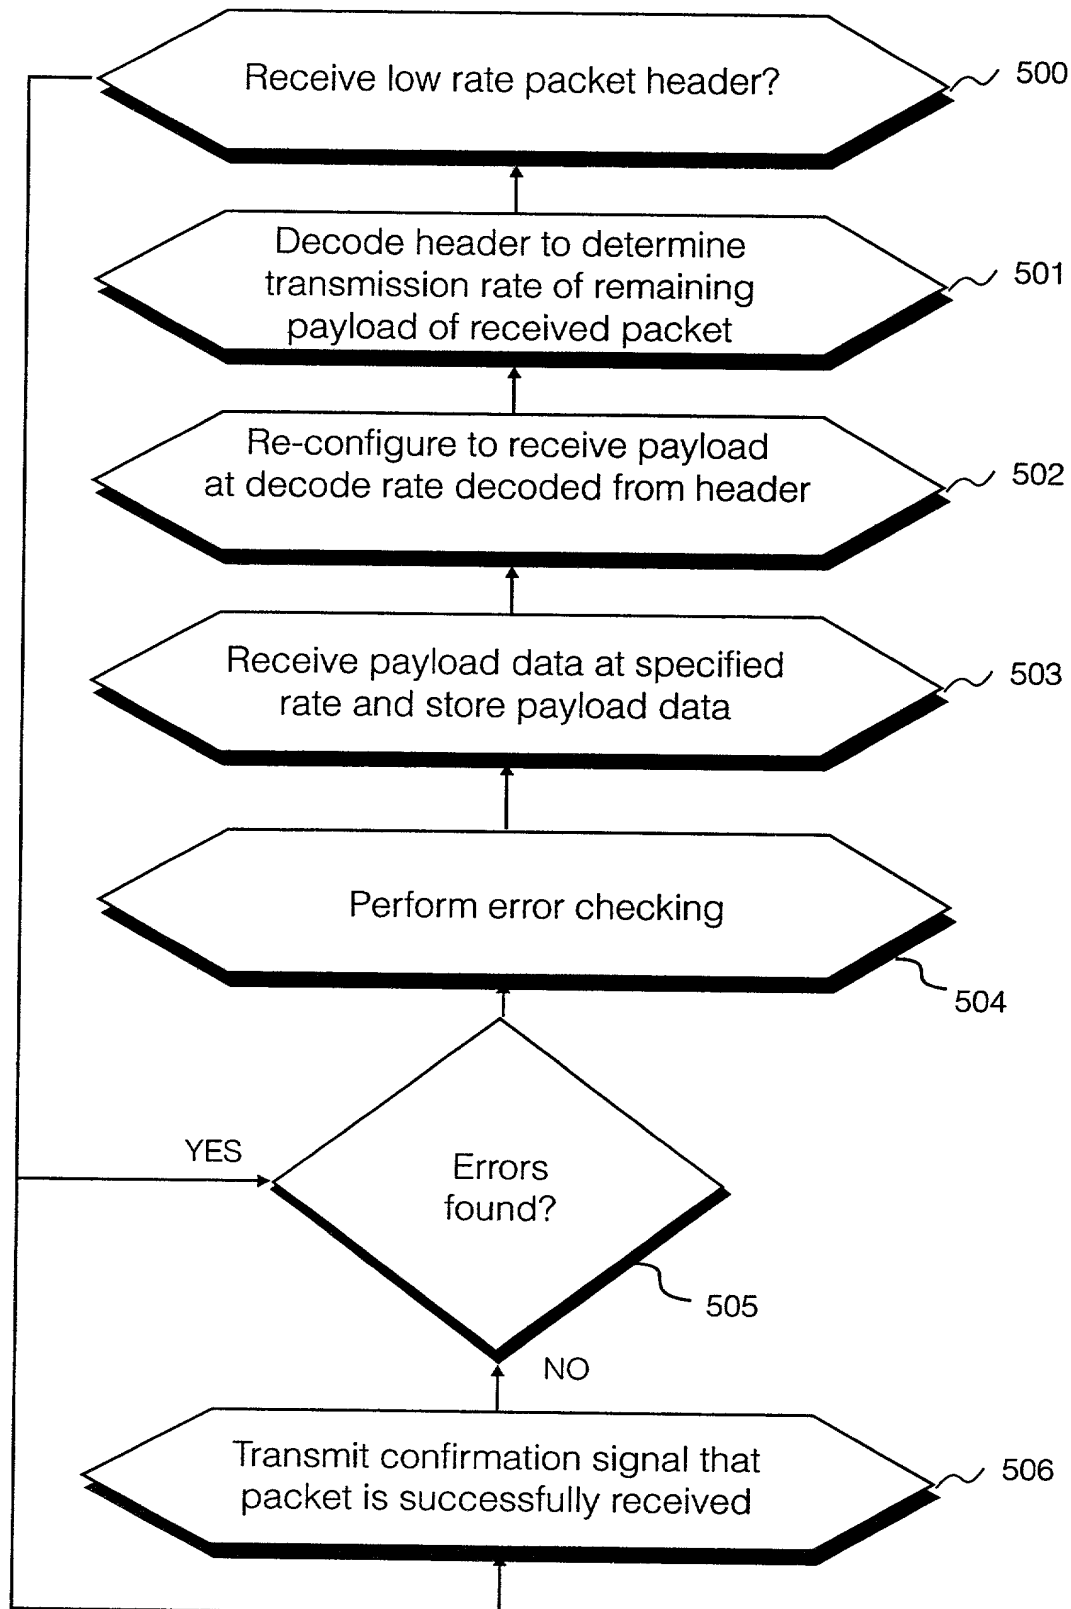 Receive low rate packet header?
500
Decode header to determine
transmission rate of remaining
payload of received packet
501
Re-configure to receive payload
at decode rate decoded from header
502
Receive payload data at specified
rate and store payload data
503
Perform error checking
504
YES
Errors
found?
505
NO
Transmit confirmation signal that
packet is successfully received
506